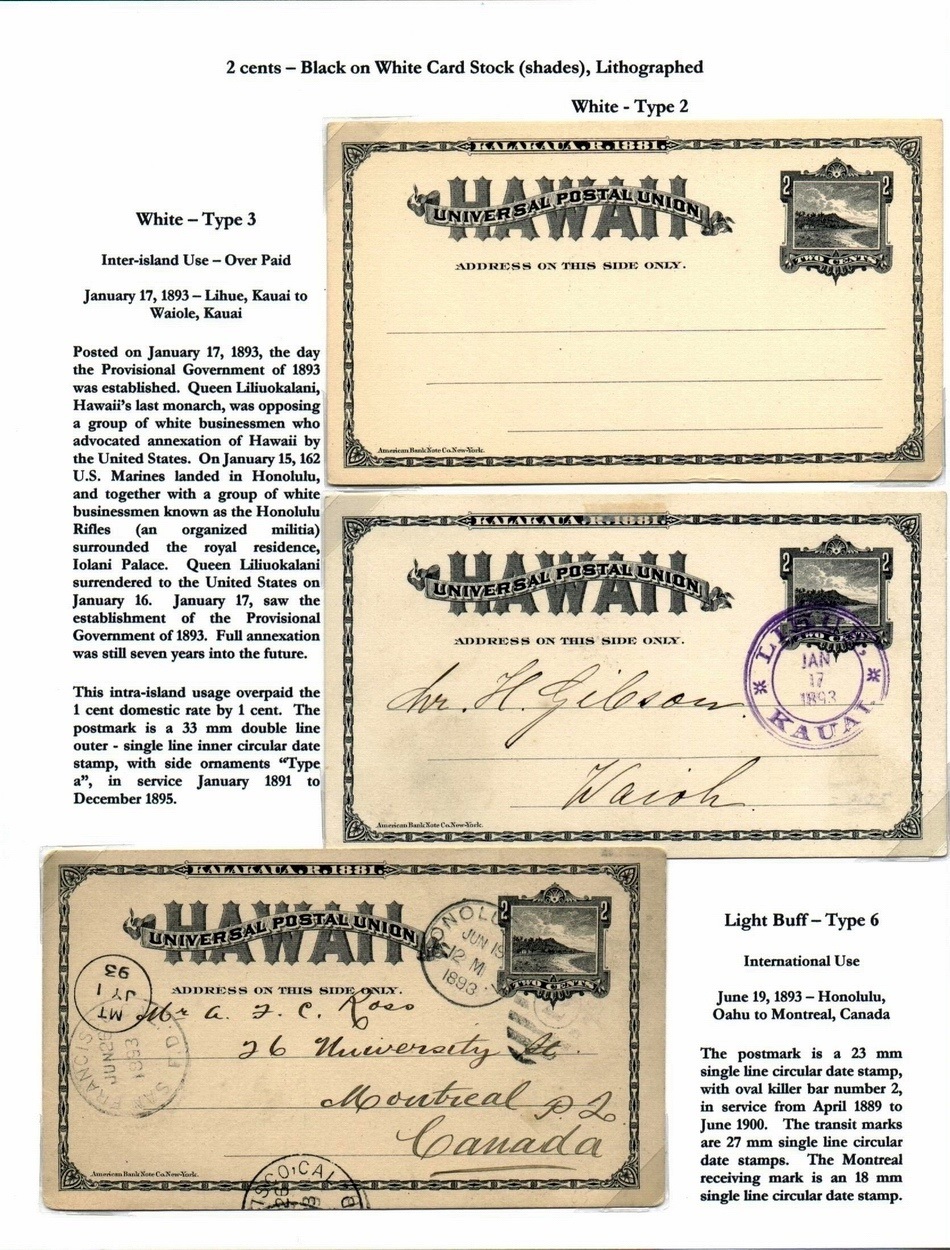 2 cents – Black on White Card Stock (shades), Lithographed
White - Type 2
KALAKAUA.R.1881.
HAWAII
UNIVERSAL POSTAL UNION
2 2
TWO CENTS
ADDRESS ON THIS SIDE ONLY.
American Bank Note Co. New-York.
White – Type 3
Inter-island Use – Over Paid
January 17, 1893 – Lihue, Kauai to
Waiole, Kauai
Posted on January 17, 1893, the day
the Provisional Government of 1893
was established. Queen Liliuokalani,
Hawaii's last monarch, was opposing
a group of white businessmen who
advocated annexation of Hawaii by
the United States. On January 15, 162
U.S. Marines landed in Honolulu,
and together with a group of white
businessmen known as the Honolulu
Rifles (an organized militia)
surrounded the royal residence,
Iolani Palace. Queen Liliuokalani
surrendered to the United States on
January 16. January 17, saw the
establishment of the Provisional
Government of 1893. Full annexation
was still seven years into the future.
This intra-island usage overpaid the
1 cent domestic rate by 1 cent. The
postmark is a 33 mm double line
outer - single line inner circular date
stamp, with side ornaments "Type
a", in service January 1891 to
December 1895.
KALAKAUA.R.1881.
HAWAII
UNIVERSAL POSTAL UNION
2 2
TWO CENTS
ADDRESS ON THIS SIDE ONLY.
LIHUE
JAN
17
1893
KAUAI
Mr. H. Gibson
Waioh
American Bank Note Co. New-York.
KALAKAUA.R.1881.
HAWAII
UNIVERSAL POSTAL UNION
2 2
TWO CENTS
HONOLU
JUN 19
12 M
1893
ADDRESS ON THIS SIDE ONLY.
MT
JY 1
93
SAN FRANCIS
JUN 26
1893
P.D.
Mr A. F. C. Ross
26 University St.
Montreal P Q
Canada
CISCO, CAL
American Bank Note Co. New-York.
Light Buff – Type 6
International Use
June 19, 1893 – Honolulu,
Oahu to Montreal, Canada
The postmark is a 23 mm
single line circular date stamp,
with oval killer bar number 2,
in service from April 1889 to
June 1900. The transit marks
are 27 mm single line circular
date stamps. The Montreal
receiving mark is an 18 mm
single line circular date stamp.